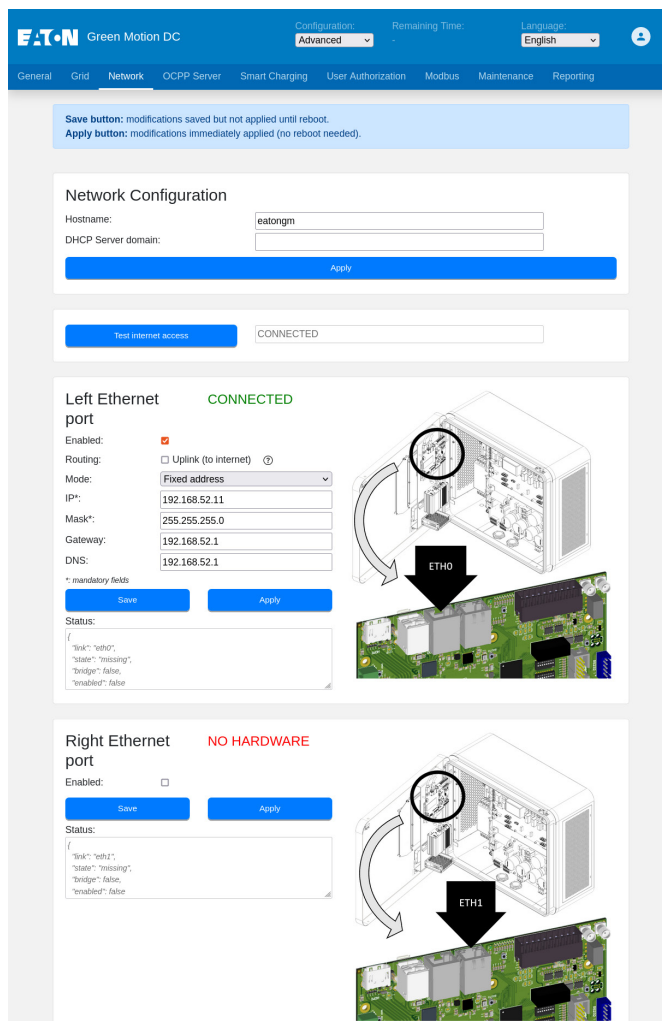 EATON Green Motion DC
Configuration:
Advanced
Remaining Time:
-
Language:
English
General Grid Network OCPP Server Smart Charging User Authorization Modbus Maintenance Reporting
Save button: modifications saved but not applied until reboot.
Apply button: modifications immediately applied (no reboot needed).
Network Configuration
Hostname: eatongm
DHCP Server domain:
Apply
Test internet access CONNECTED
Left Ethernet
port
CONNECTED
Enabled:
Routing: Uplink (to internet) ?
Mode: Fixed address
IP*: 192.168.52.11
Mask*: 255.255.255.0
Gateway: 192.168.52.1
DNS: 192.168.52.1
*: mandatory fields
Save Apply
Status:
{
"link": "eth0",
"state": "missing",
"bridge": false,
"enabled": false
ETH0
Right Ethernet
port
NO HARDWARE
Enabled:
Save Apply
Status:
{
"link": "eth1",
"state": "missing",
"bridge": false,
"enabled": false
ETH1